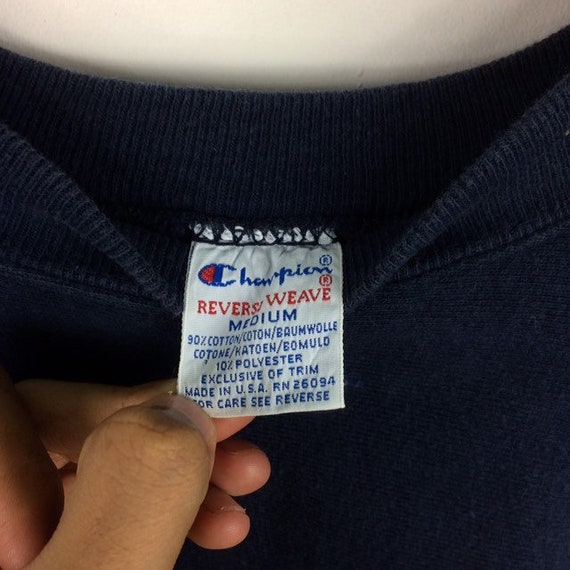 Champion®
REVERSE WEAVE®
MEDIUM
90% COTTON/COTON/BAUMWOLLE
COTONE/KATOEN/BOMULD
10% POLYESTER
EXCLUSIVE OF TRIM
MADE IN U.S.A. RN 26094
FOR CARE SEE REVERSE